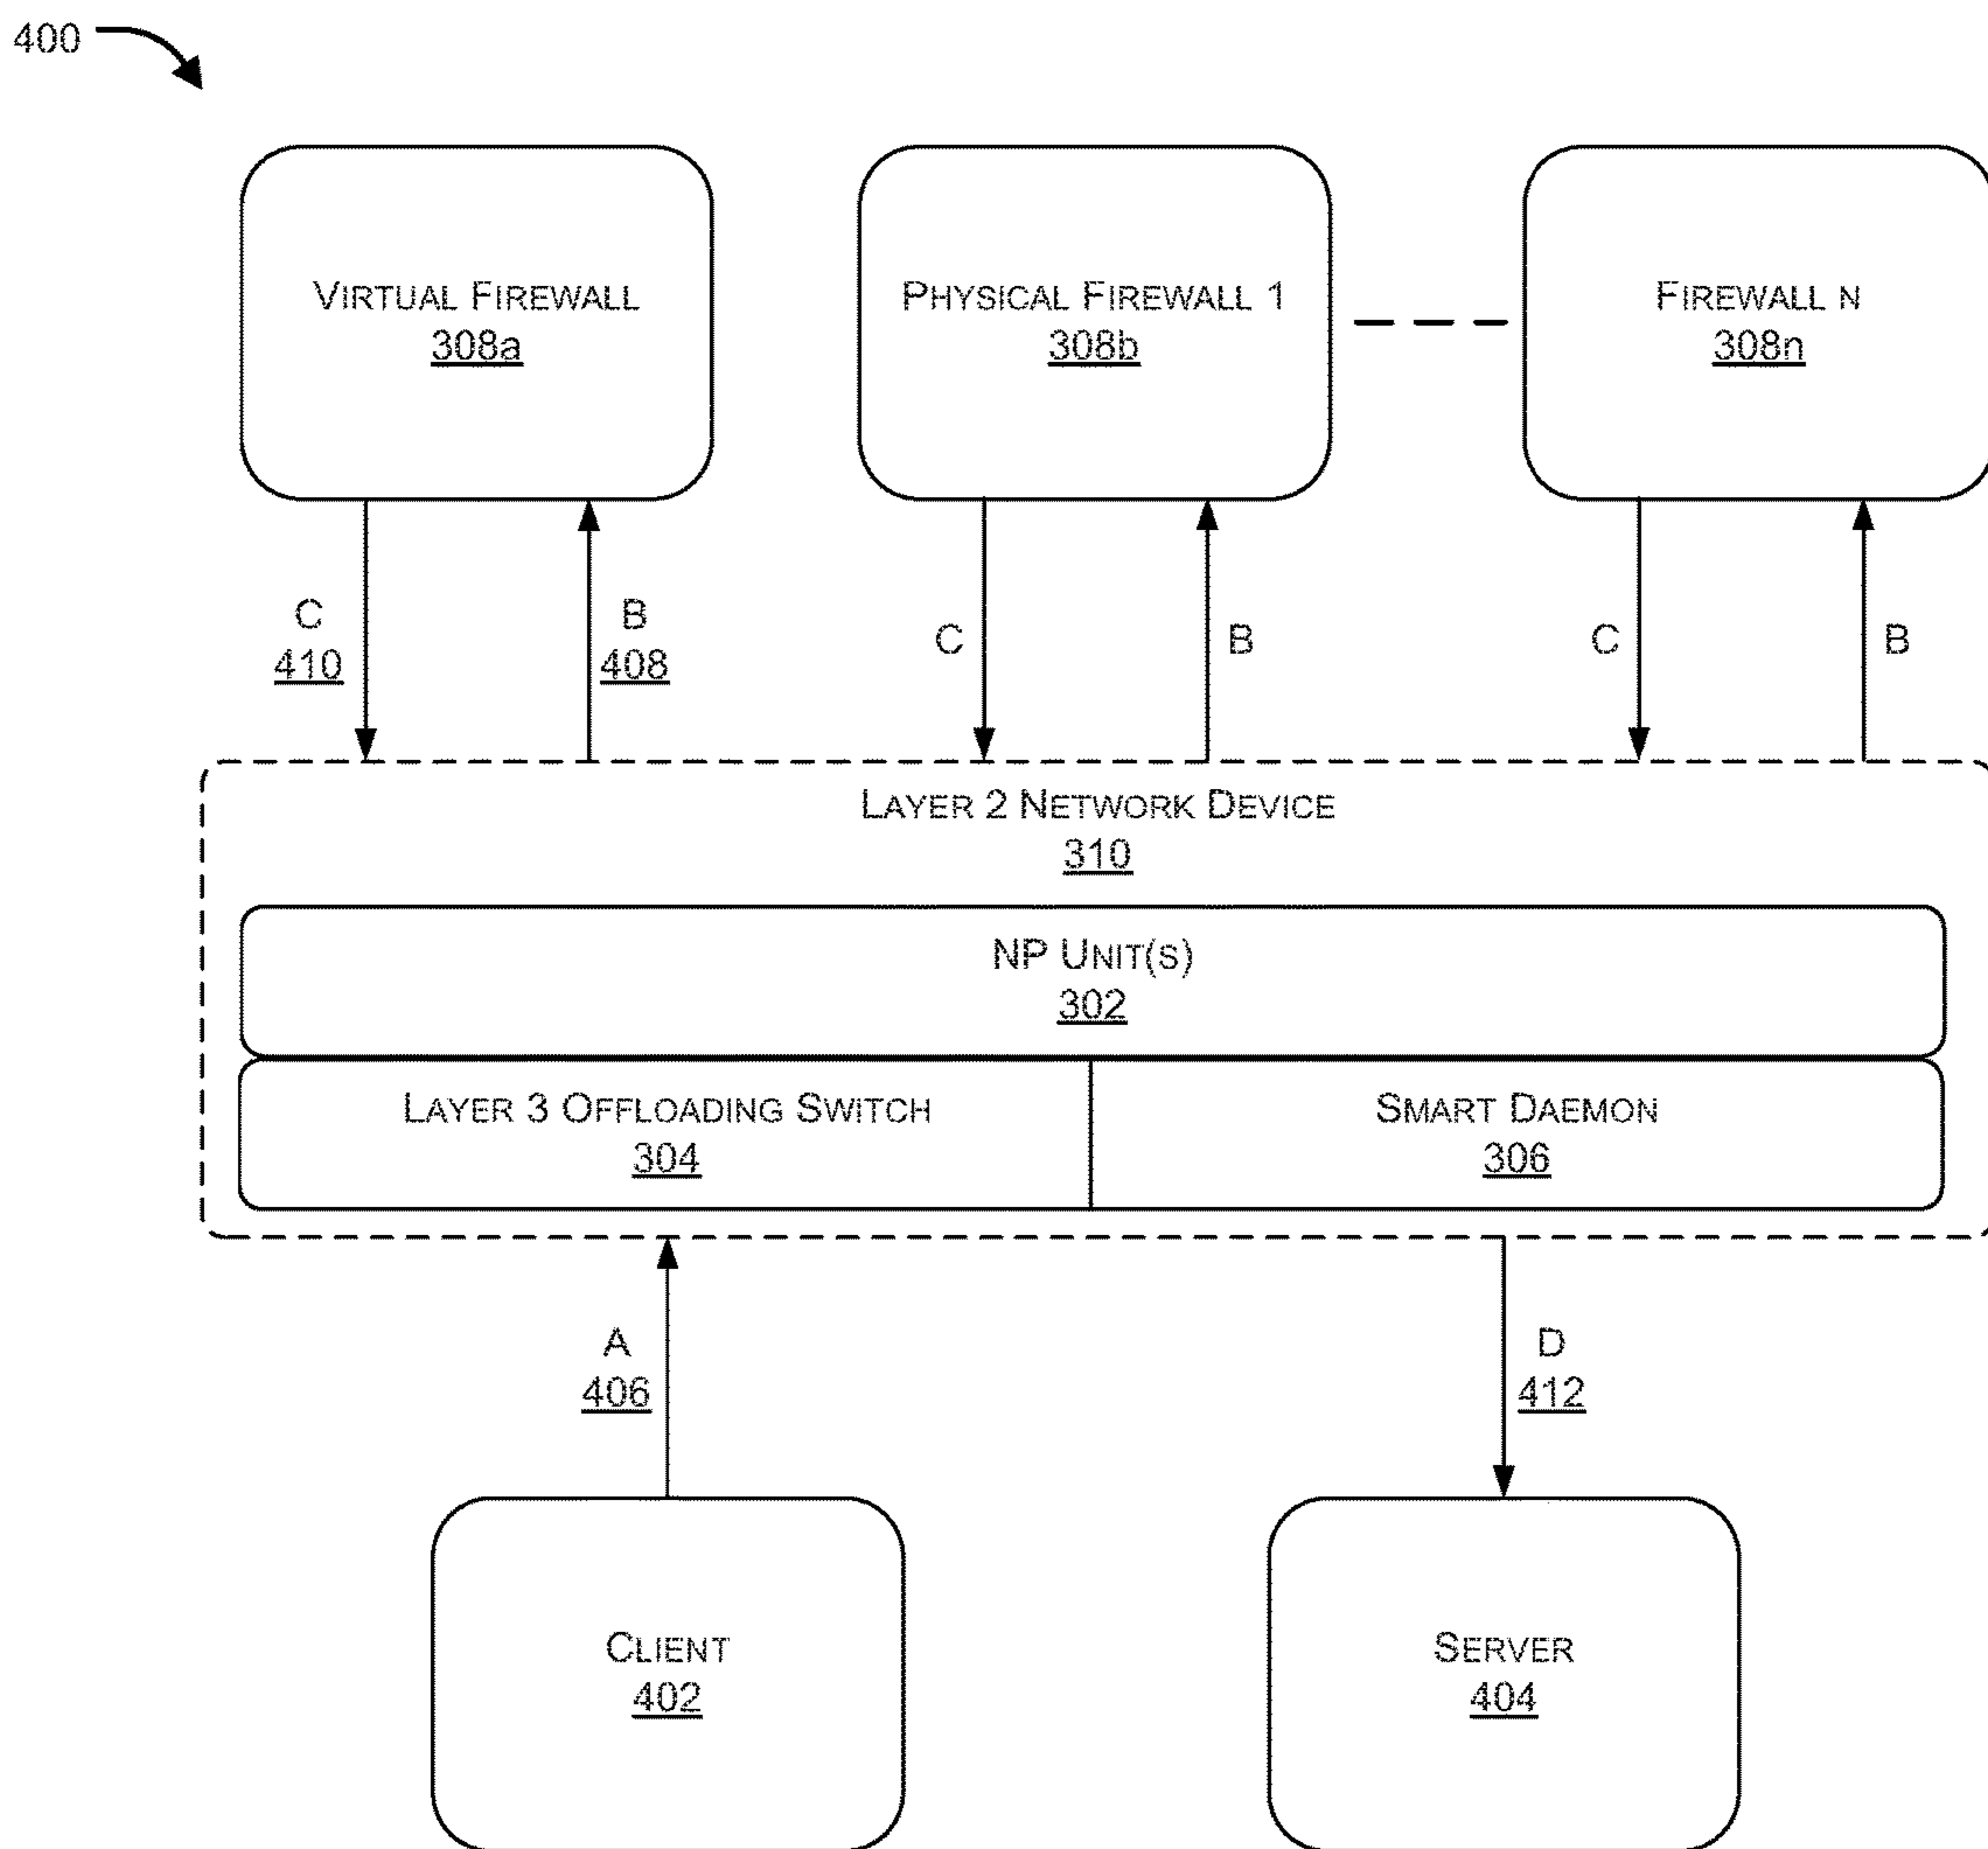 400
VIRTUAL FIREWALL
308a
PHYSICAL FIREWALL 1
308b
FIREWALL N
308n
C
410
B
408
C
B
C
B
LAYER 2 NETWORK DEVICE
310
NP UNIT(S)
302
LAYER 3 OFFLOADING SWITCH
304
SMART DAEMON
306
A
406
D
412
CLIENT
402
SERVER
404